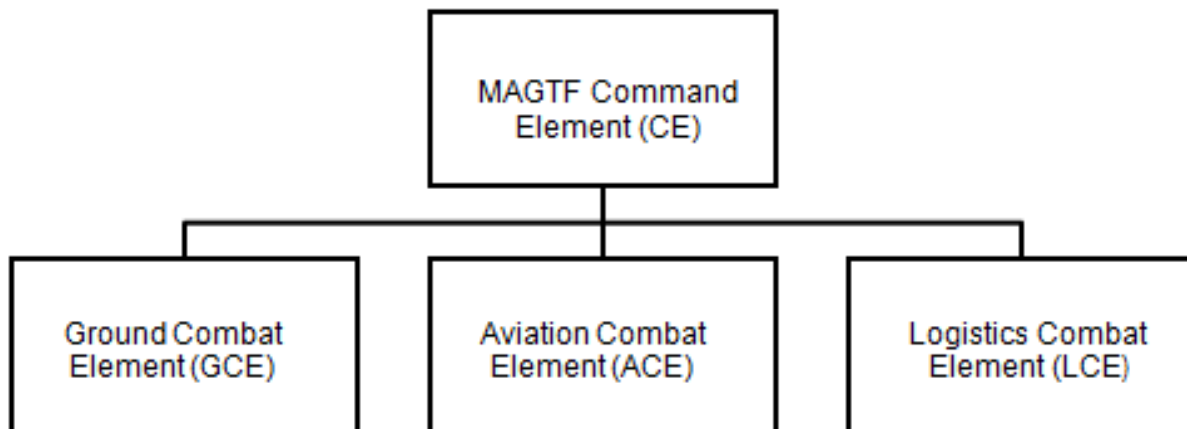 MAGTF Command
Element (CE)
Ground Combat
Element (GCE)
Aviation Combat
Element (ACE)
Logistics Combat
Element (LCE)